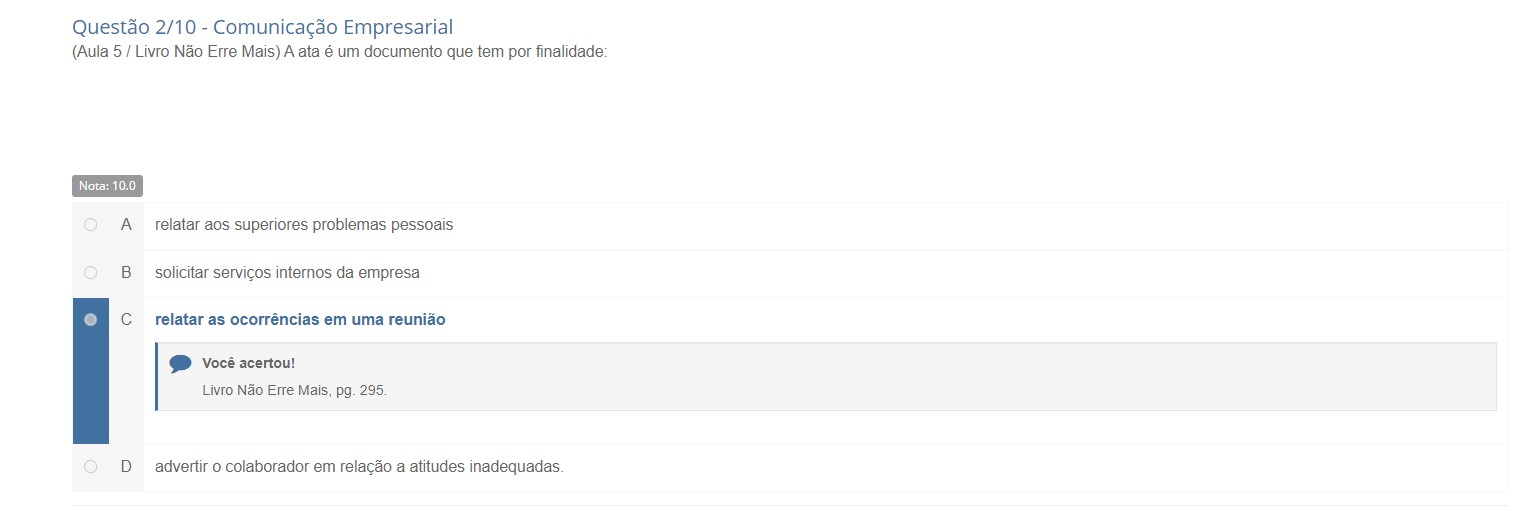 Questão 2/10 - Comunicação Empresarial
(Aula 5 / Livro Não Erre Mais) A ata é um documento que tem por finalidade:
Nota: 10.0
A relatar aos superiores problemas pessoais
B solicitar serviços internos da empresa
C relatar as ocorrências em uma reunião
Você acertou!
Livro Não Erre Mais, pg. 295.
D advertir o colaborador em relação a atitudes inadequadas.